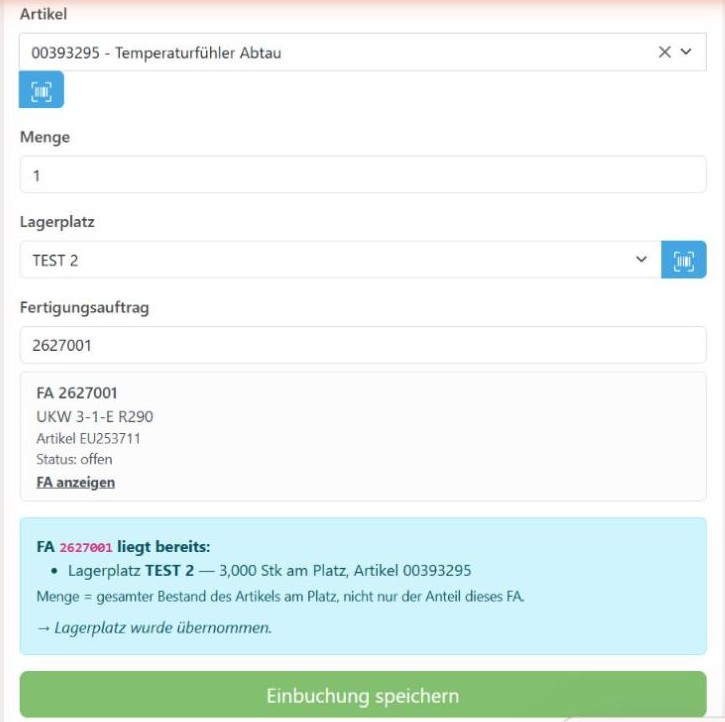 Artikel
00393295 - Temperaturfühler Abtau
Menge
1
Lagerplatz
TEST 2
Fertigungsauftrag
2627001
FA 2627001
UKW 3-1-E R290
Artikel EU253711
Status: offen
FA anzeigen
FA 2627001 liegt bereits:
• Lagerplatz TEST 2 — 3,000 Stk am Platz, Artikel 00393295
Menge = gesamter Bestand des Artikels am Platz, nicht nur der Anteil dieses FA.
→ Lagerplatz wurde übernommen.
Einbuchung speichern